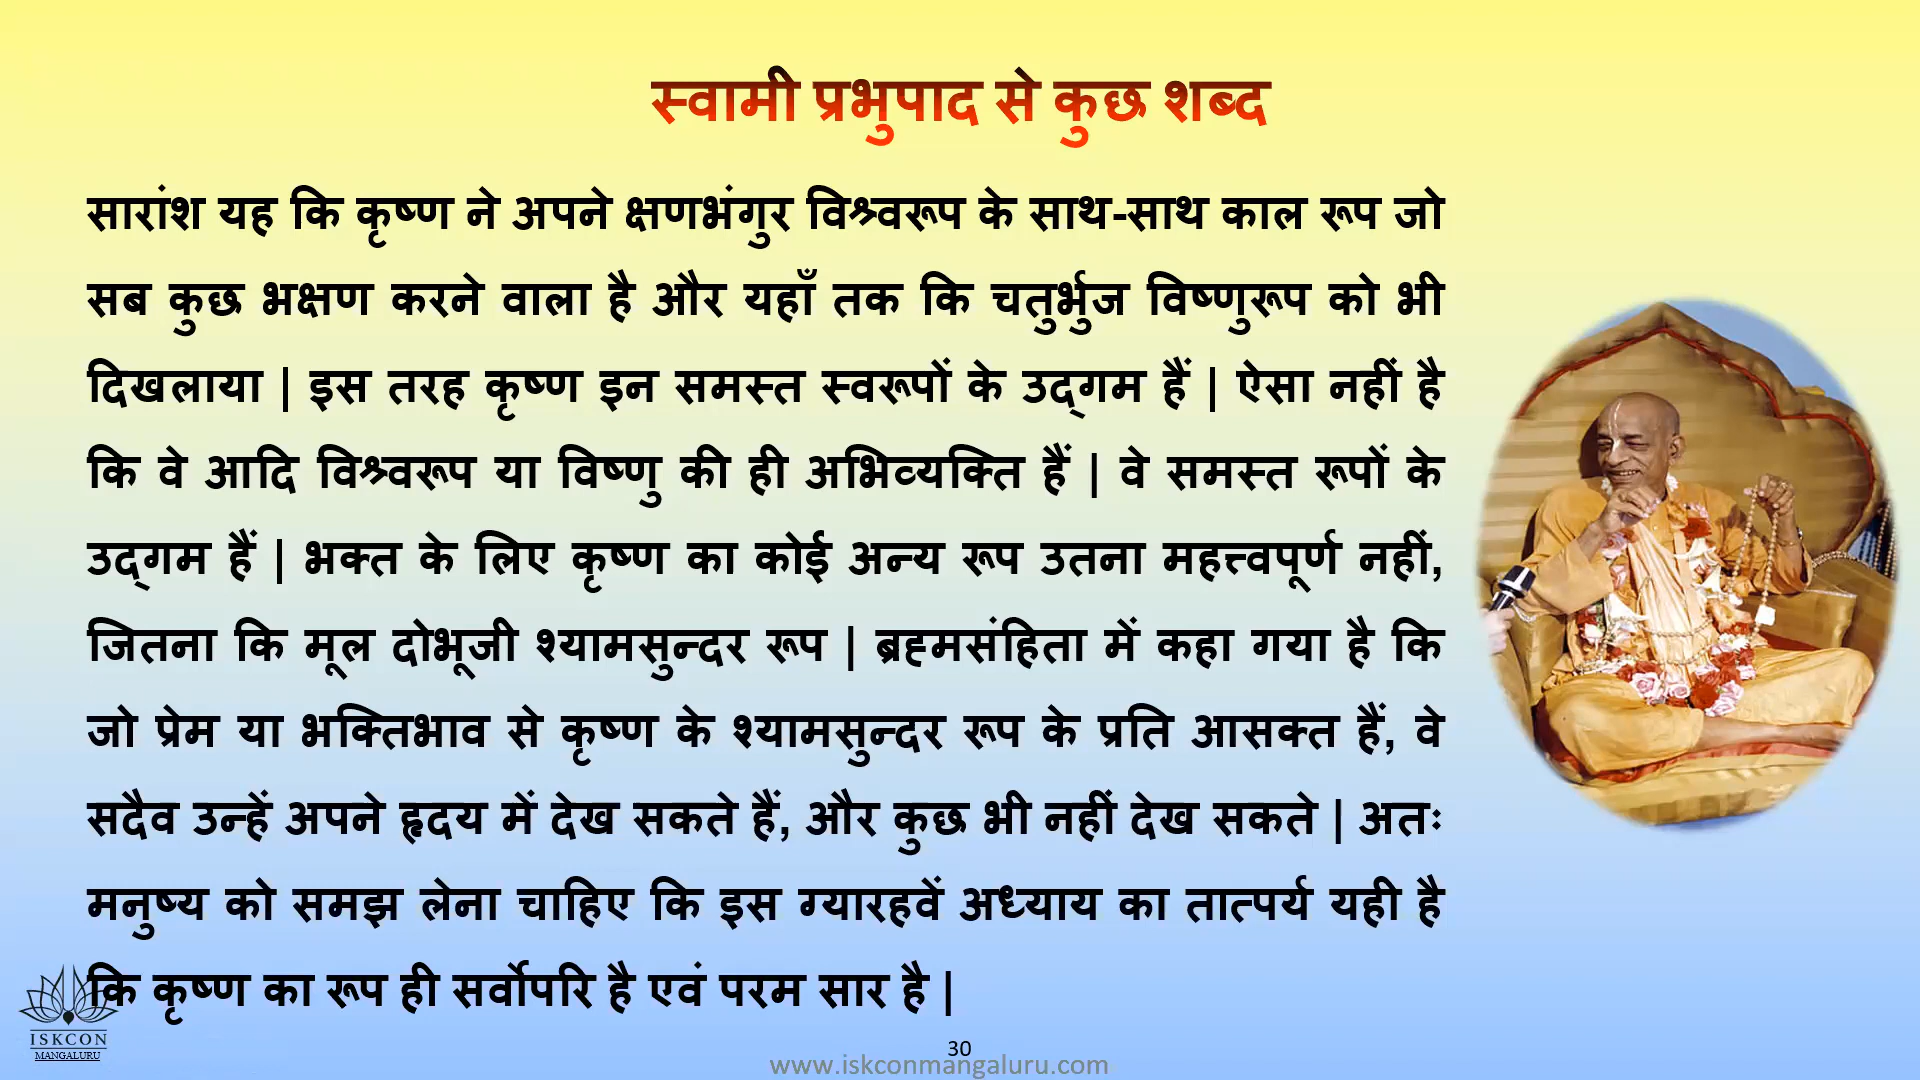 स्वामी प्रभुपाद से कुछ शब्द
सारांश यह कि कृष्ण ने अपने क्षणभंगुर विश्र्वरूप के साथ-साथ काल रूप जो
सब कुछ भक्षण करने वाला है और यहाँ तक कि चतुर्भुज विष्णुरूप को भी
दिखलाया | इस तरह कृष्ण इन समस्त स्वरूपों के उद्गम हैं | ऐसा नहीं है
कि वे आदि विश्र्वरूप या विष्णु की ही अभिव्यक्ति हैं | वे समस्त रूपों के
उद्गम हैं | भक्त के लिए कृष्ण का कोई अन्य रूप उतना महत्त्वपूर्ण नहीं,
जितना कि मूल दोभूजी श्यामसुन्दर रूप | ब्रह्मसंहिता में कहा गया है कि
जो प्रेम या भक्तिभाव से कृष्ण के श्यामसुन्दर रूप के प्रति आसक्त हैं, वे
सदैव उन्हें अपने हृदय में देख सकते हैं, और कुछ भी नहीं देख सकते | अतः
मनुष्य को समझ लेना चाहिए कि इस ग्यारहवें अध्याय का तात्पर्य यही है
कि कृष्ण का रूप ही सर्वोपरि है एवं परम सार है |
ISKCON
MANGALURU
30
www.iskconmangaluru.com